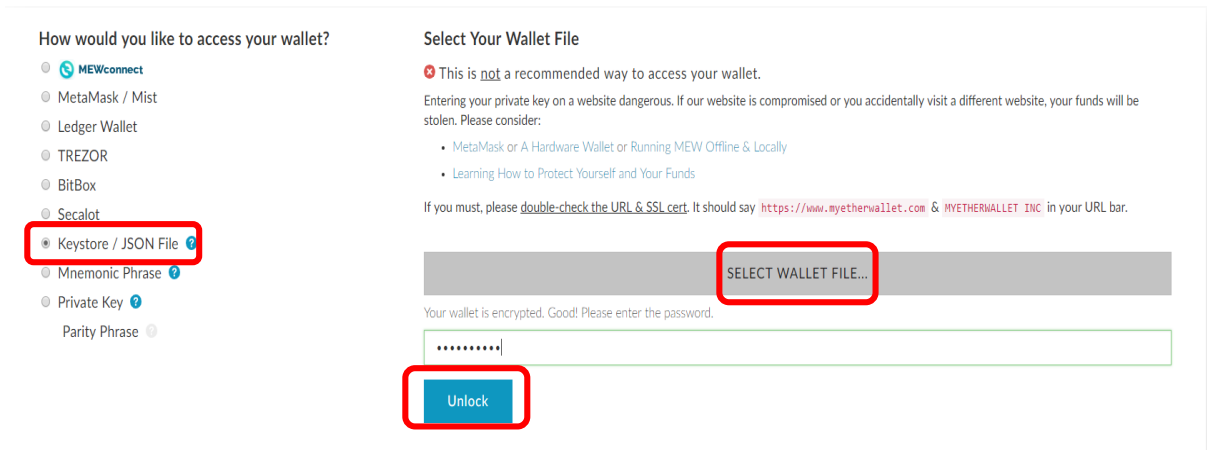 How would you like to access your wallet?
MEWconnect
MetaMask / Mist
Ledger Wallet
TREZOR
BitBox
Secalot
Keystore / JSON File ?
Mnemonic Phrase ?
Private Key ?
Parity Phrase ?
Select Your Wallet File
This is not a recommended way to access your wallet.
Entering your private key on a website dangerous. If our website is compromised or you accidentally visit a different website, your funds will be
stolen. Please consider:
• MetaMask or A Hardware Wallet or Running MEW Offline & Locally
• Learning How to Protect Yourself and Your Funds
If you must, please double-check the URL & SSL cert. It should say https://www.myetherwallet.com & MYETHERWALLET INC in your URL bar.
SELECT WALLET FILE...
Your wallet is encrypted. Good! Please enter the password.
••••••••••
Unlock